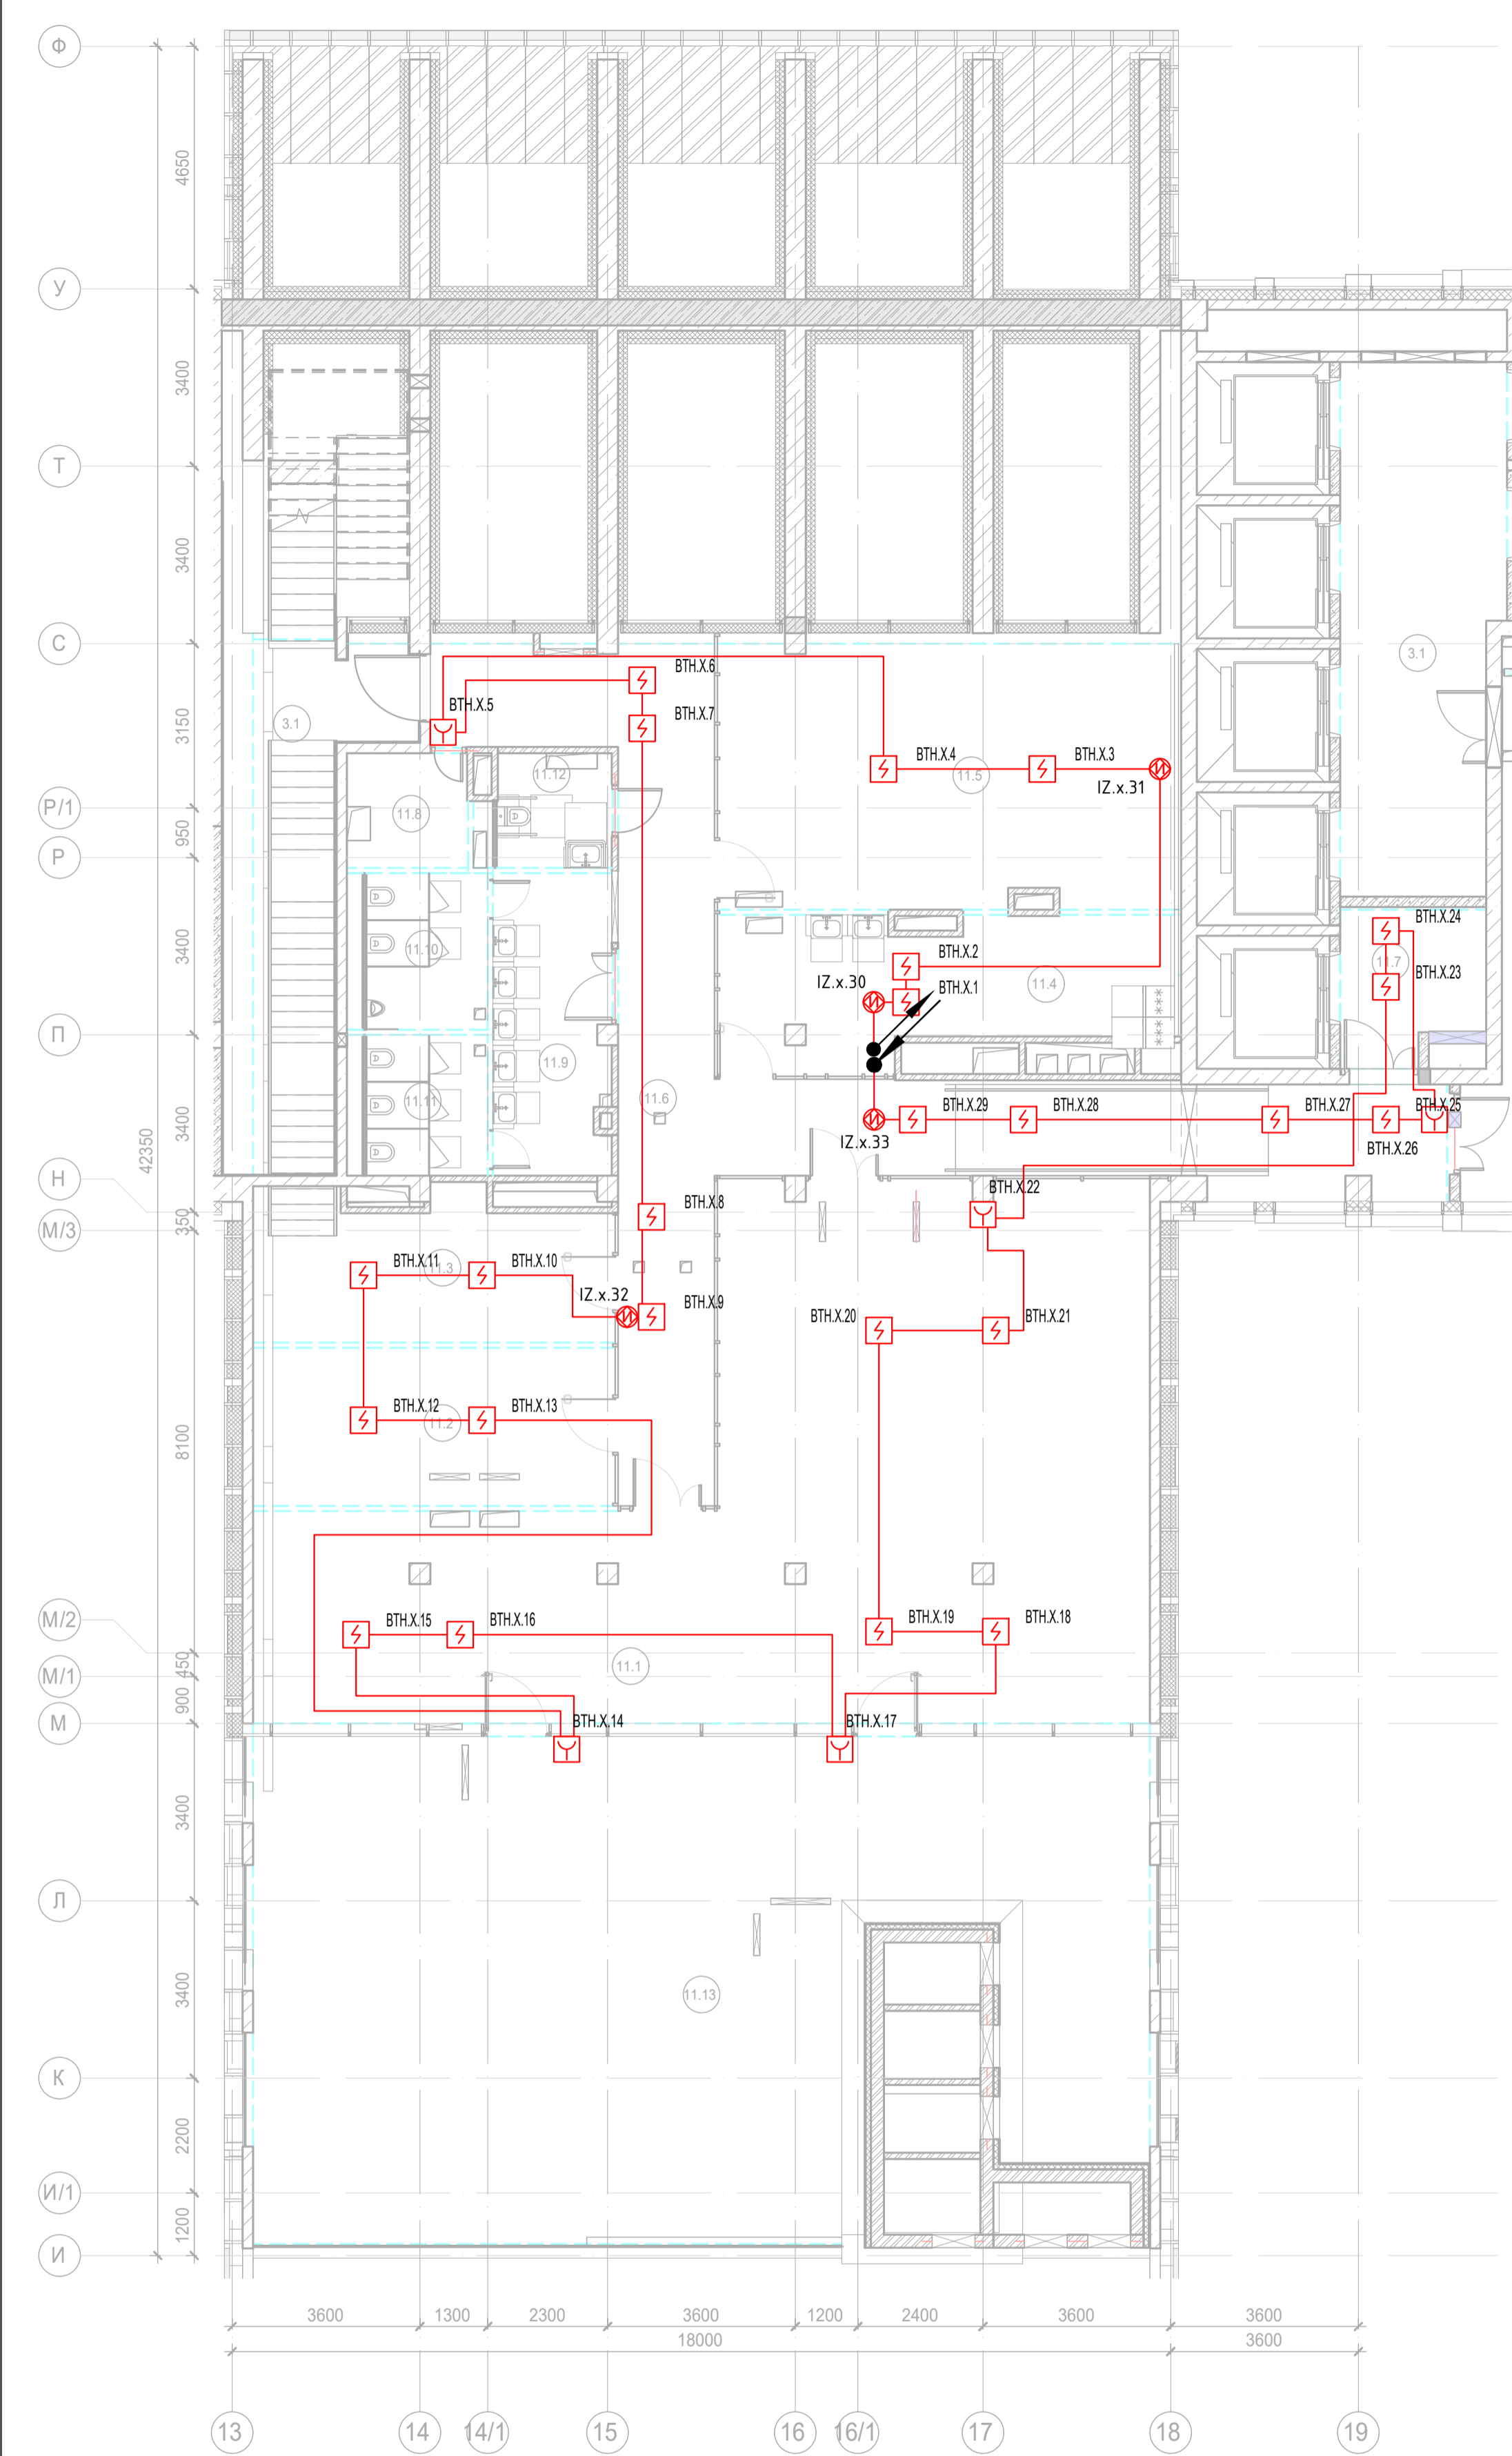 Ф
4650
У
3400
Т
3400
С
BTH.X.6
BTH.X.5
BTH.X.7
3.1
3.1
3150
BTH.X.4
BTH.X.3
11.5
IZ.x.31
11.12
11.8
Р/1
950
Р
BTH.X.24
3400
11.10
BTH.X.2
11.7
BTH.X.23
IZ.x.30
BTH.X.1
11.4
П
11.9
11.11
11.6
3400
42350
BTH.X.29
BTH.X.28
BTH.X.27
BTH.X.25
IZ.x.33
BTH.X.26
Н
BTH.X.22
350
М/3
BTH.X.8
BTH.X.11
11.3
BTH.X.10
IZ.x.32
BTH.X.9
BTH.X.20
BTH.X.21
BTH.X.12
11.2
BTH.X.13
8100
М/2
BTH.X.15
BTH.X.16
BTH.X.19
BTH.X.18
450
11.1
М/1
900
М
BTH.X.14
BTH.X.17
3400
Л
11.13
3400
К
2200
И/1
1200
И
3600
1300
2300
3600
1200
2400
3600
3600
18000
3600
13
14
14/1
15
16
16/1
17
18
19